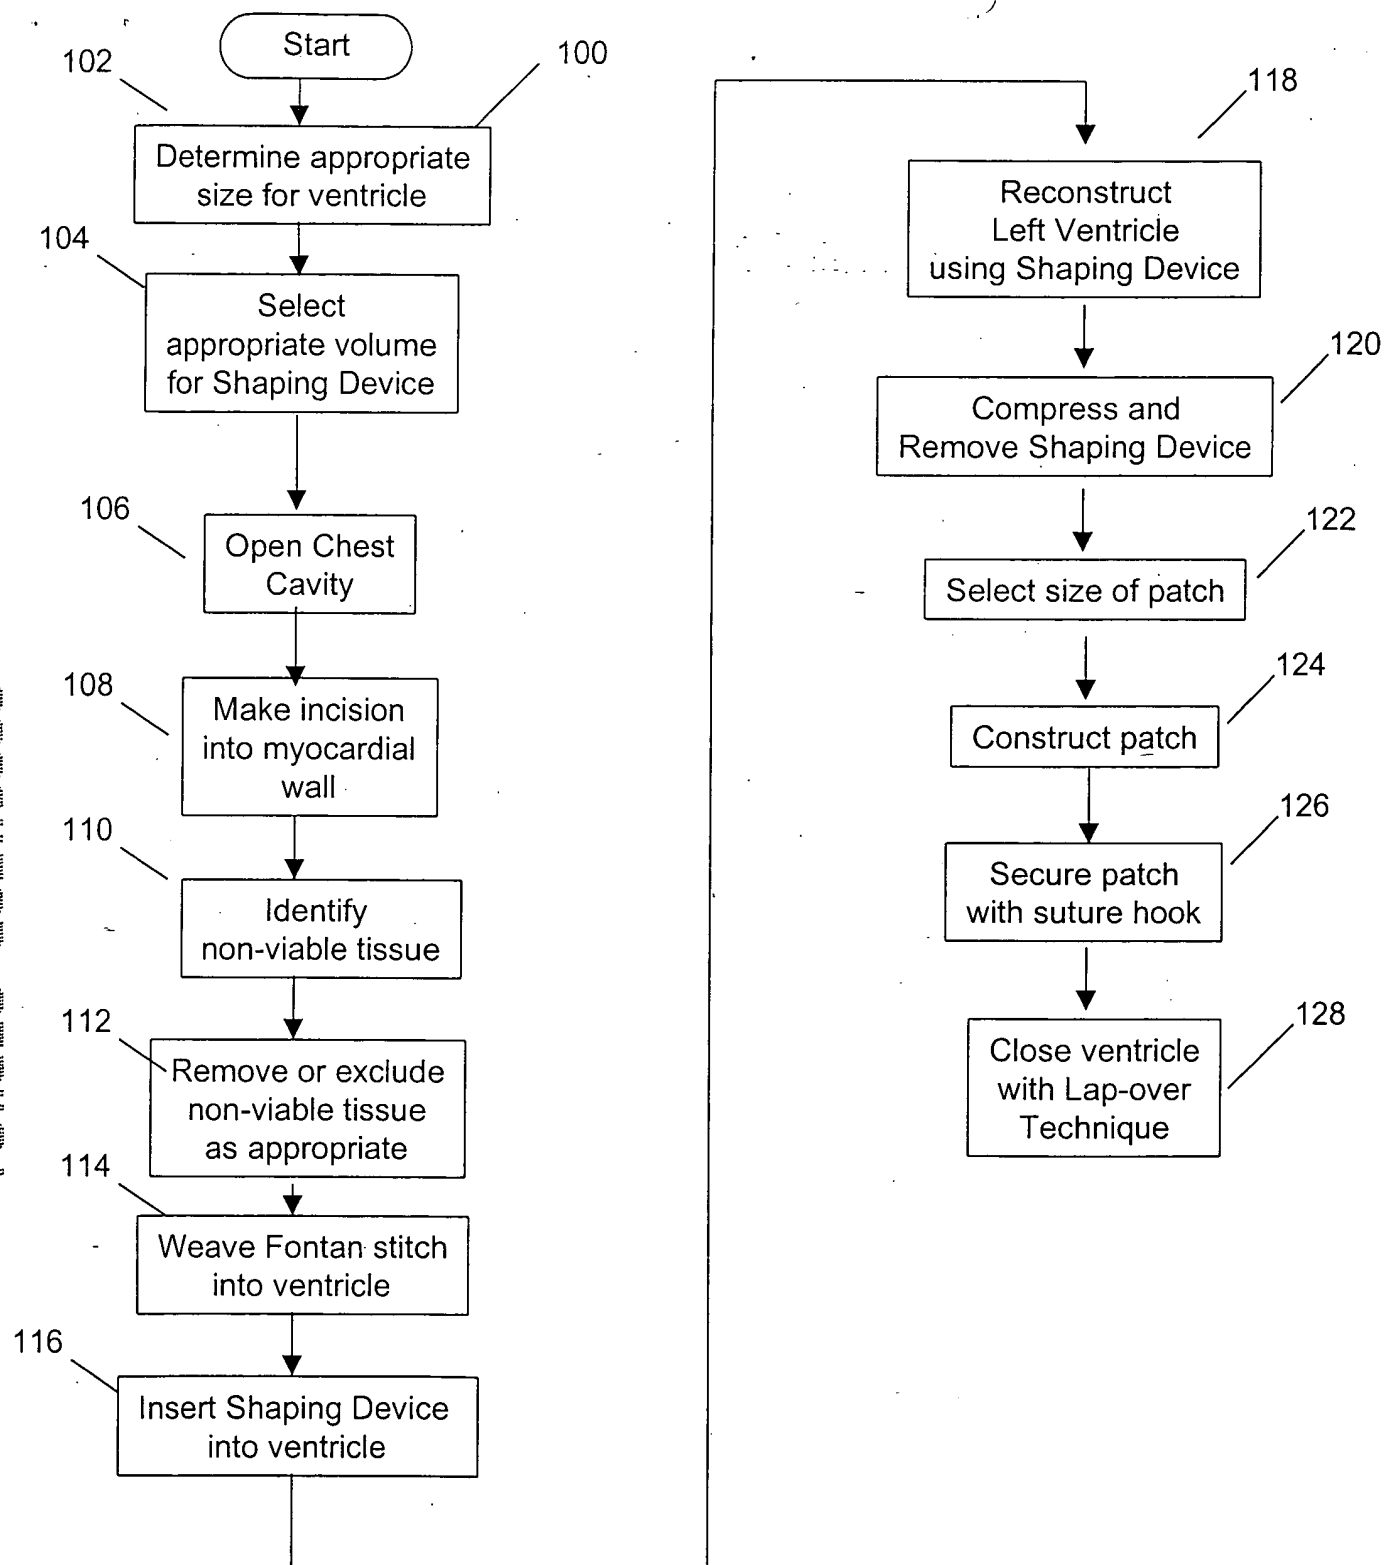 Start
102
100
Determine appropriate
size for ventricle
104
Select
appropriate volume
for Shaping Device
106
Open Chest
Cavity
108
Make incision
into myocardial
wall
110
Identify
non-viable tissue
112
Remove or exclude
non-viable tissue
as appropriate
114
Weave Fontan stitch
into ventricle
116
Insert Shaping Device
into ventricle
118
Reconstruct
Left Ventricle
using Shaping Device
120
Compress and
Remove Shaping Device
122
Select size of patch
124
Construct patch
126
Secure patch
with suture hook
128
Close ventricle
with Lap-over
Technique